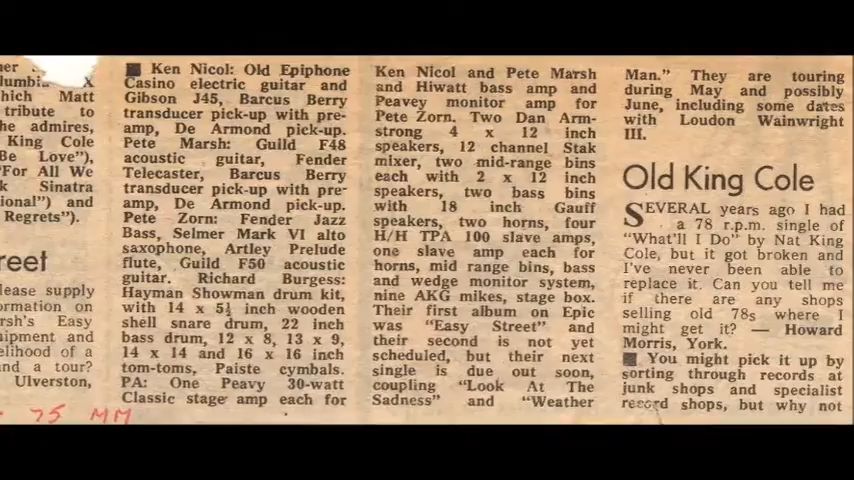 X
which Matt
tribute to
he admires,
King Cole
Be Love"),
"For All We
Sinatra
ional") and
Regrets").
reet
lease supply
ormation on
rsh's Easy
uipment and
elihood of a
nd a tour?
Ulverston,
75 MM
■ Ken Nicol: Old Epiphone
Casino electric guitar and
Gibson J45, Barcus Berry
transducer pick-up with pre-
amp, De Armond pick-up.
Pete Marsh: Guild F48
acoustic guitar, Fender
Telecaster, Barcus Berry
transducer pick-up with pre-
amp, De Armond pick-up.
Pete Zorn: Fender Jazz
Bass, Selmer Mark VI alto
saxophone, Artley Prelude
flute, Guild F50 acoustic
guitar. Richard Burgess:
Hayman Showman drum kit,
with 14 x 5½ inch wooden
shell snare drum, 22 inch
bass drum, 12 x 8, 13 x 9,
14 x 14 and 16 x 16 inch
tom-toms, Paiste cymbals.
PA: One Peavy 30-watt
Classic stage amp each for
Ken Nicol and Pete Marsh
and Hiwatt bass amp and
Peavey monitor amp for
Pete Zorn. Two Dan Arm-
strong 4 x 12 inch
speakers, 12 channel Stak
mixer, two mid-range bins
each with 2 x 12 inch
speakers, two bass bins
with 18 inch Gauff
speakers, two horns, four
H/H TPA 100 slave amps,
one slave amp each for
horns, mid range bins, bass
and wedge monitor system,
nine AKG mikes, stage box.
Their first album on Epic
was "Easy Street" and
their second is not yet
scheduled, but their next
single is due out soon,
coupling "Look At The
Sadness" and "Weather
Man." They are touring
during May and possibly
June, including some dates
with Loudon Wainwright
III.
Old King Cole
SEVERAL years ago I had
a 78 r.p.m. single of
"What'll I Do" by Nat King
Cole, but it got broken and
I've never been able to
replace it. Can you tell me
if there are any shops
selling old 78s where I
might get it? — Howard
Morris, York.
■ You might pick it up by
sorting through records at
junk shops and specialist
record shops, but why not